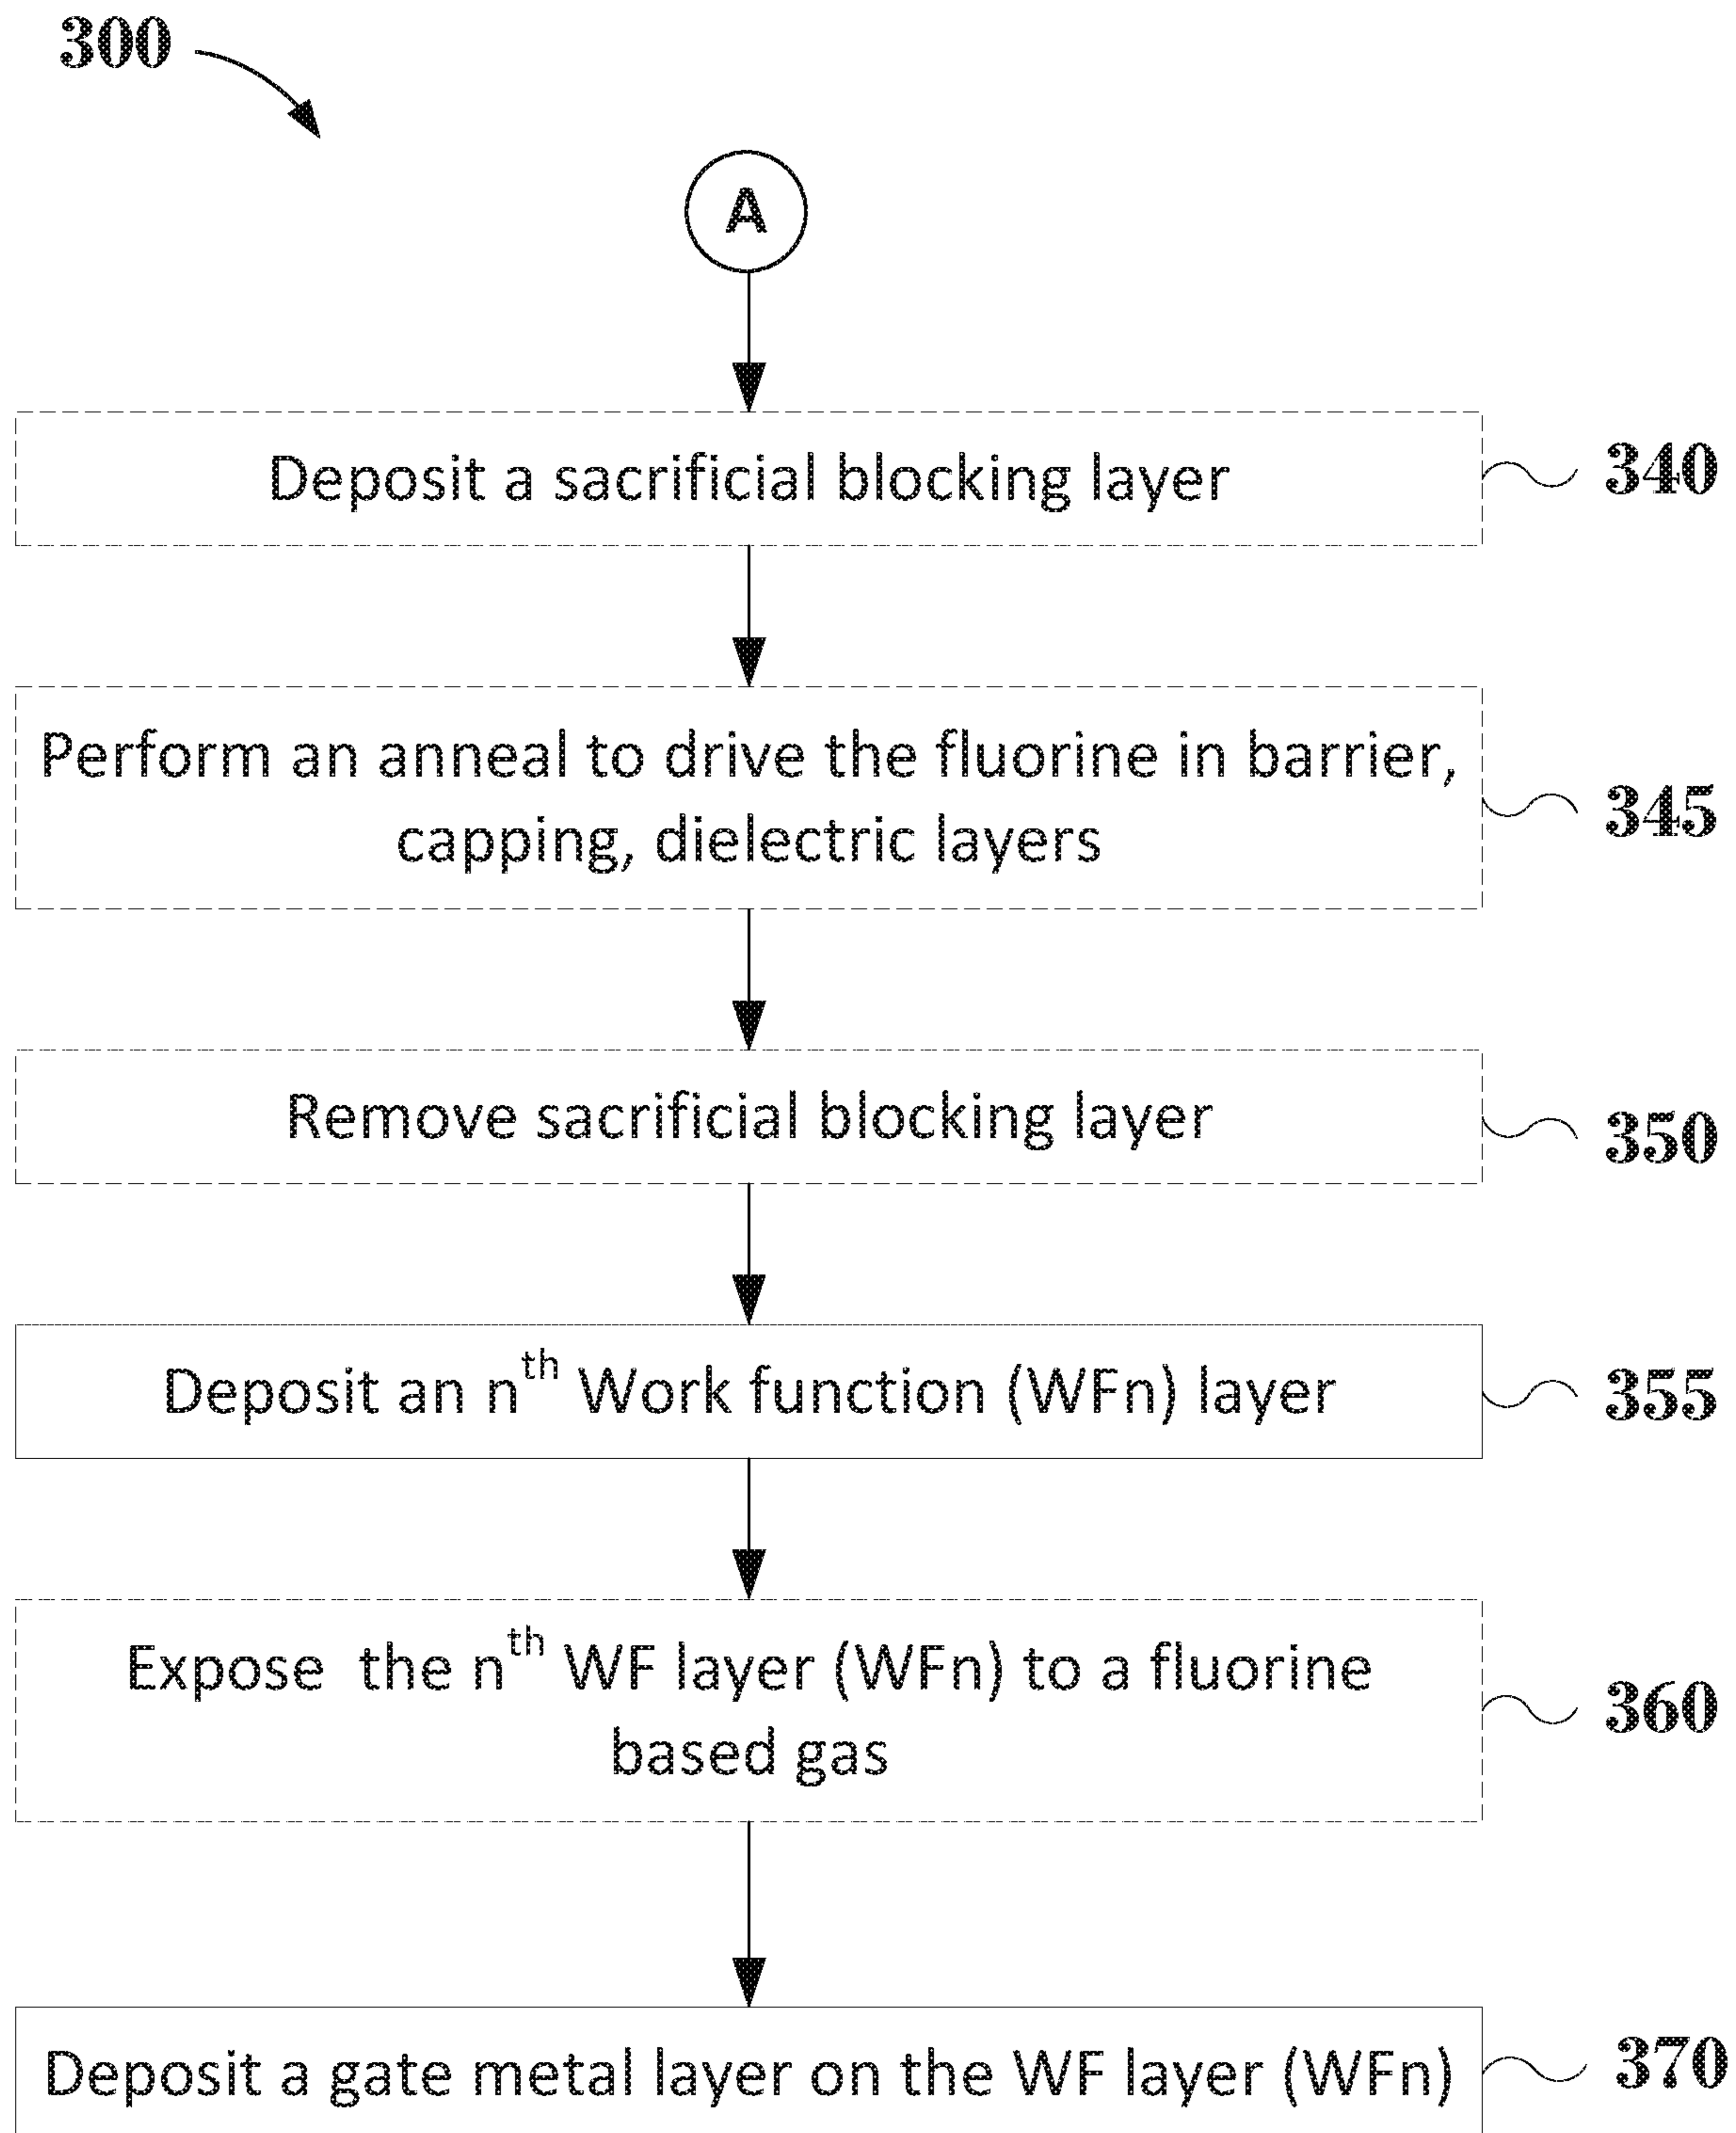 300
A
Deposit a sacrificial blocking layer
340
Perform an anneal to drive the fluorine in barrier,
capping, dielectric layers
345
Remove sacrificial blocking layer
350
Deposit an nth Work function (WFn) layer
355
Expose the nth WF layer (WFn) to a fluorine
based gas
360
Deposit a gate metal layer on the WF layer (WFn)
370